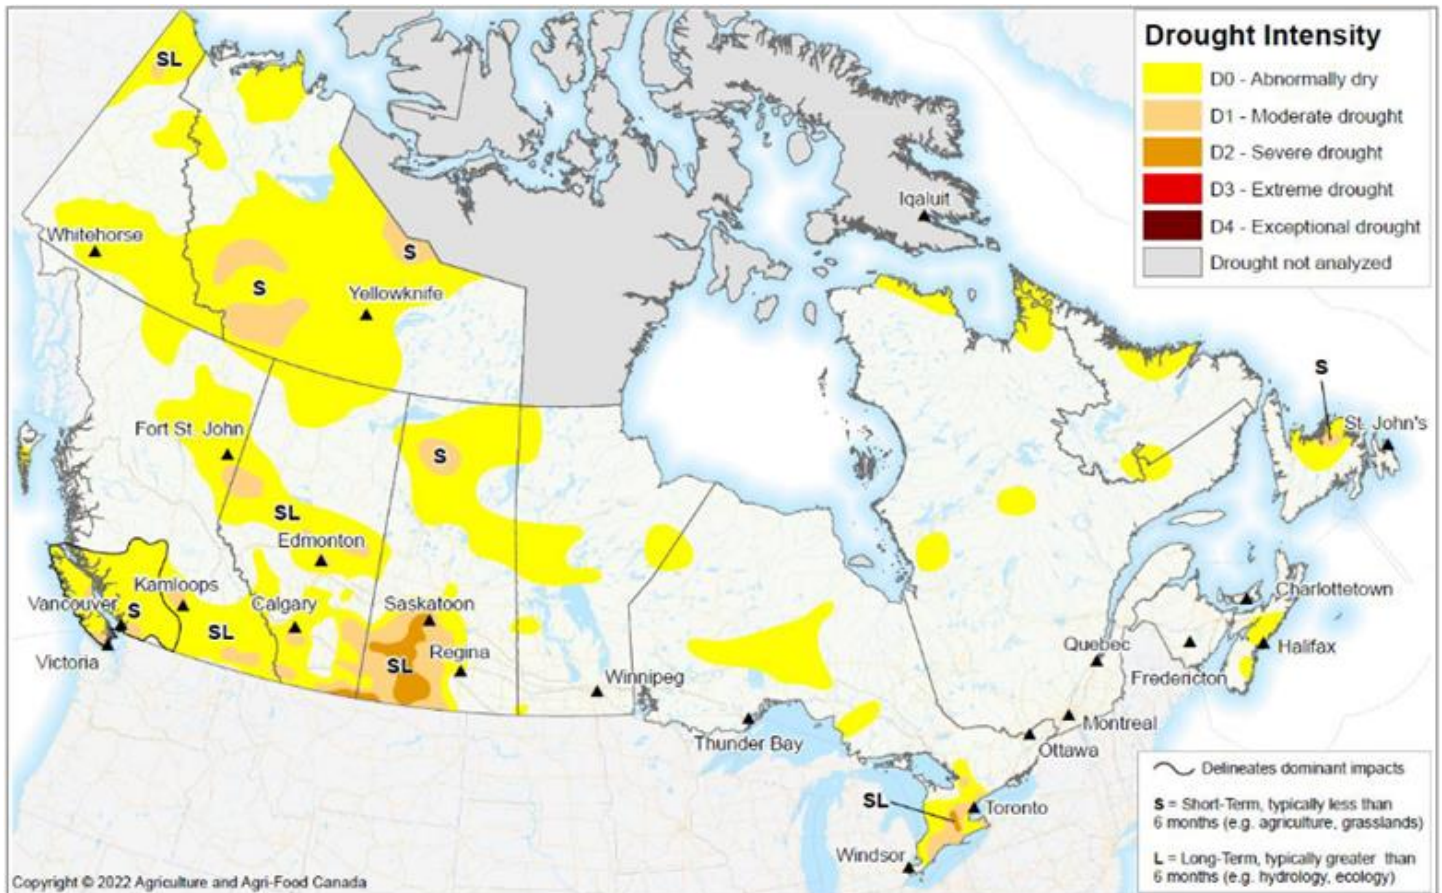 Drought Intensity
D0 - Abnormally dry
D1 - Moderate drought
D2 - Severe drought
D3 - Extreme drought
D4 - Exceptional drought
Drought not analyzed
SL
Iqaluit
Whitehorse
S
S
Yellowknife
S
St. John's
Fort St. John
S
SL
Edmonton
Kamloops
Vancouver
S
Calgary
Saskatoon
Charlottetown
SL
Victoria
SL
Regina
Quebec
Halifax
Winnipeg
Fredericton
Thunder Bay
Montreal
Ottawa
SL
Toronto
Windsor
Delineates dominant impacts
S = Short-Term, typically less than
6 months (e.g. agriculture, grasslands)
L = Long-Term, typically greater than
6 months (e.g. hydrology, ecology)
Copyright © 2022 Agriculture and Agri-Food Canada